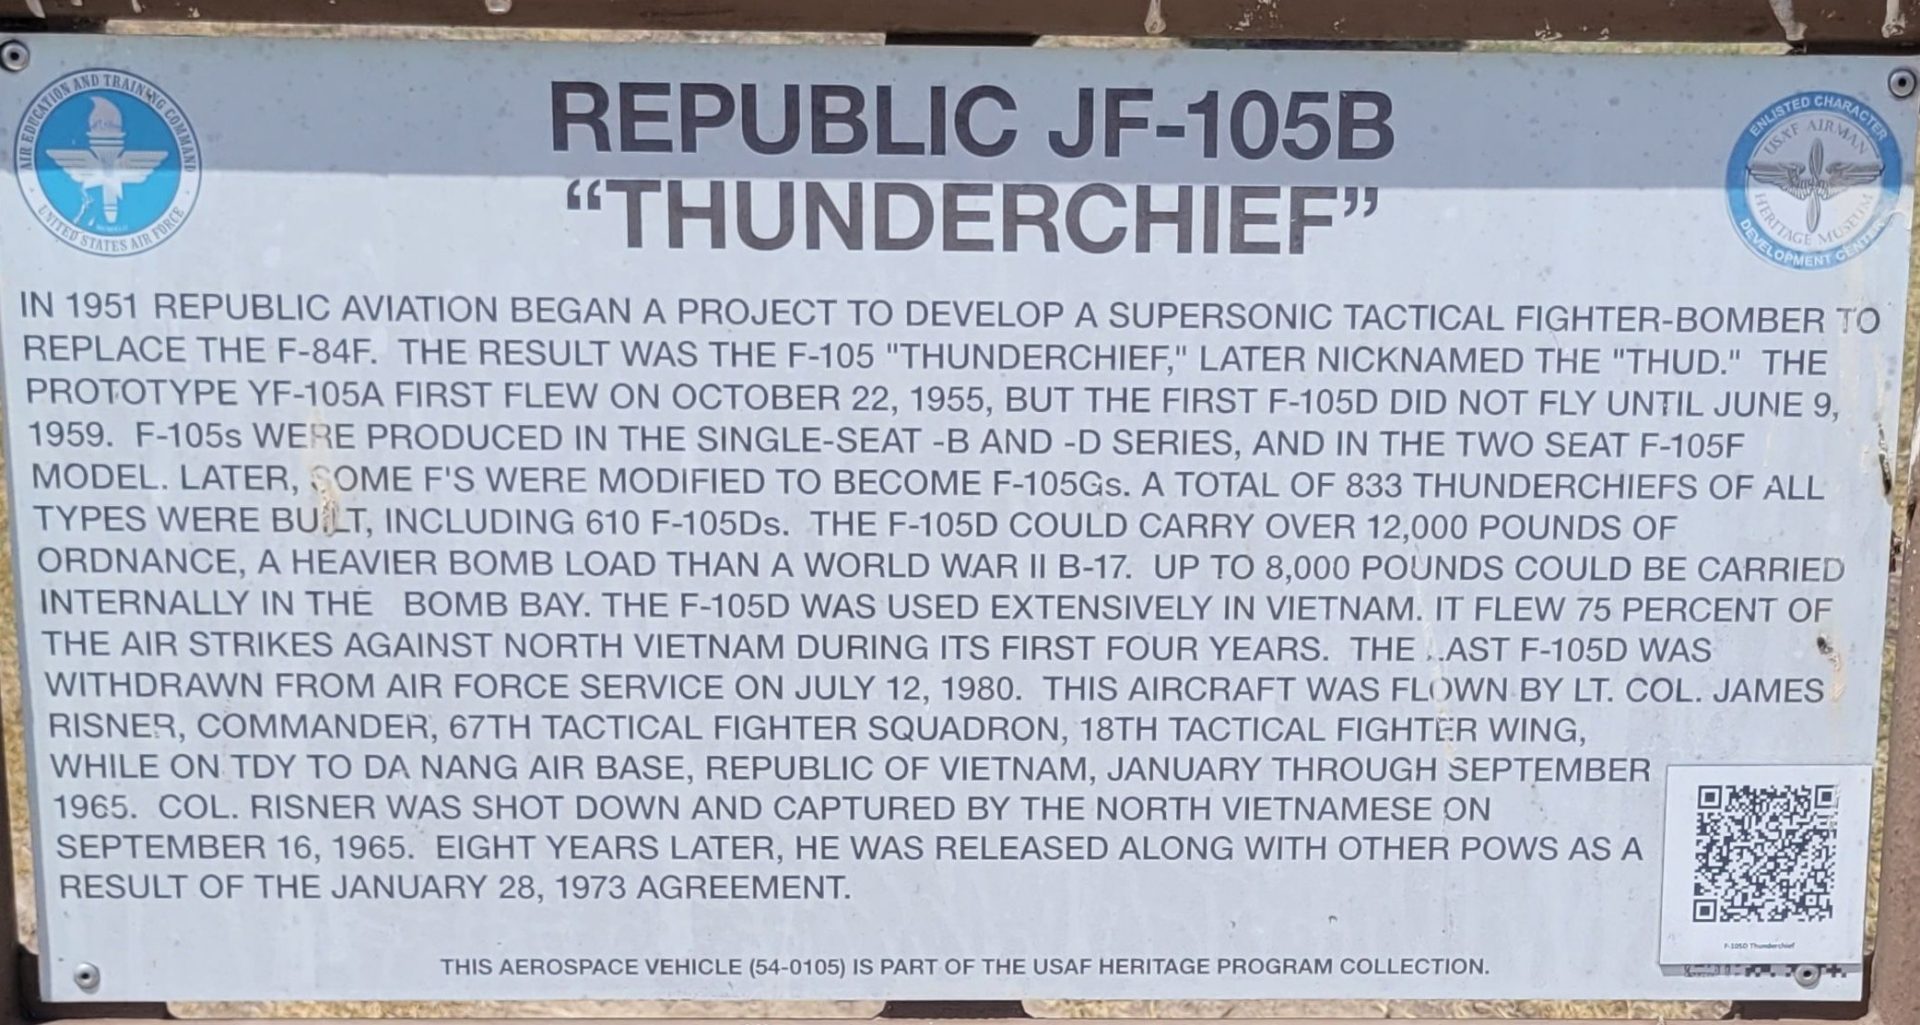 REPUBLIC JF-105B
“THUNDERCHIEF”
AIR EDUCATION AND TRAINING COMMAND
UNITED STATES AIR FORCE
ENLISTED CHARACTER
DEVELOPMENT CENTER
USAF AIRMAN
HERITAGE MUSEUM
IN 1951 REPUBLIC AVIATION BEGAN A PROJECT TO DEVELOP A SUPERSONIC TACTICAL FIGHTER-BOMBER TO
REPLACE THE F-84F. THE RESULT WAS THE F-105 "THUNDERCHIEF," LATER NICKNAMED THE "THUD." THE
PROTOTYPE YF-105A FIRST FLEW ON OCTOBER 22, 1955, BUT THE FIRST F-105D DID NOT FLY UNTIL JUNE 9,
1959. F-105s WERE PRODUCED IN THE SINGLE-SEAT -B AND -D SERIES, AND IN THE TWO SEAT F-105F
MODEL. LATER, SOME F'S WERE MODIFIED TO BECOME F-105Gs. A TOTAL OF 833 THUNDERCHIEFS OF ALL
TYPES WERE BUILT, INCLUDING 610 F-105Ds. THE F-105D COULD CARRY OVER 12,000 POUNDS OF
ORDNANCE, A HEAVIER BOMB LOAD THAN A WORLD WAR II B-17. UP TO 8,000 POUNDS COULD BE CARRIED
INTERNALLY IN THE BOMB BAY. THE F-105D WAS USED EXTENSIVELY IN VIETNAM. IT FLEW 75 PERCENT OF
THE AIR STRIKES AGAINST NORTH VIETNAM DURING ITS FIRST FOUR YEARS. THE LAST F-105D WAS
WITHDRAWN FROM AIR FORCE SERVICE ON JULY 12, 1980. THIS AIRCRAFT WAS FLOWN BY LT. COL. JAMES
RISNER, COMMANDER, 67TH TACTICAL FIGHTER SQUADRON, 18TH TACTICAL FIGHTER WING,
WHILE ON TDY TO DA NANG AIR BASE, REPUBLIC OF VIETNAM, JANUARY THROUGH SEPTEMBER
1965. COL. RISNER WAS SHOT DOWN AND CAPTURED BY THE NORTH VIETNAMESE ON
SEPTEMBER 16, 1965. EIGHT YEARS LATER, HE WAS RELEASED ALONG WITH OTHER POWS AS A
RESULT OF THE JANUARY 28, 1973 AGREEMENT.
F-105D Thunderchief
THIS AEROSPACE VEHICLE (54-0105) IS PART OF THE USAF HERITAGE PROGRAM COLLECTION.